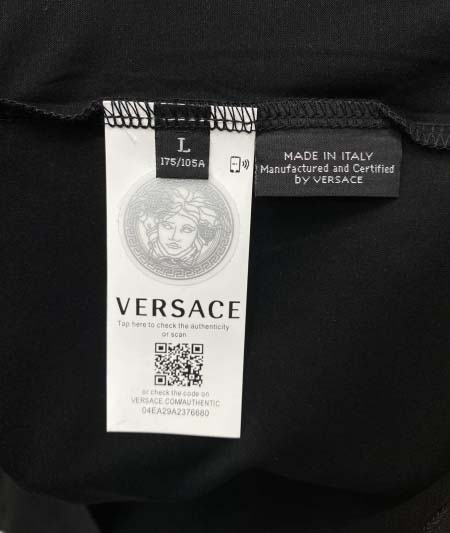 L
175/105A
MADE IN ITALY
Manufactured and Certified
by VERSACE
VERSACE
Tap here to check the authenticity
or scan
or check the code on
VERSACE.COM/AUTHENTIC
04EA29A2376680